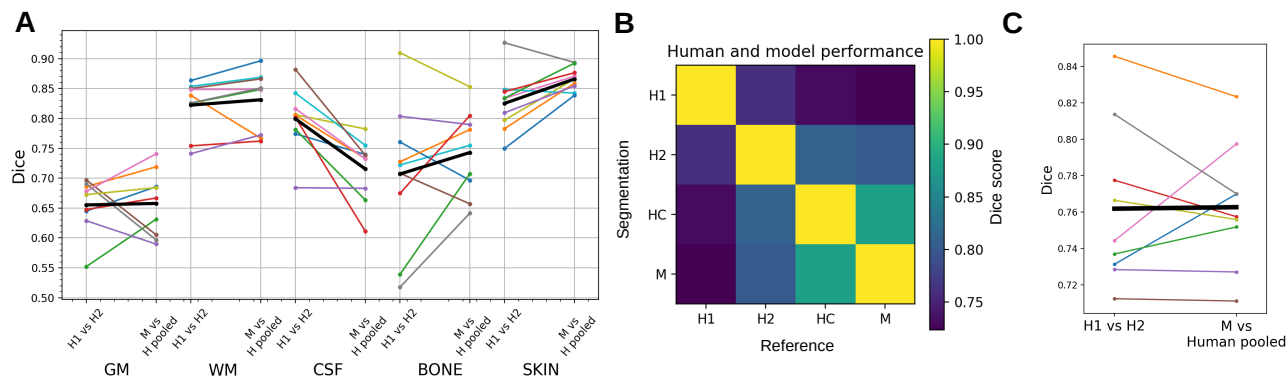 A
Dice
0.90
0.85
0.80
0.75
0.70
0.65
0.60
0.55
0.50
H1 vs H2
M vs
H pooled
H1 vs H2
M vs
H pooled
H1 vs H2
M vs
H pooled
H1 vs H2
M vs
H pooled
H1 vs H2
M vs
H pooled
GM
WM
CSF
BONE
SKIN
B
Human and model performance
Segmentation
H1
H2
HC
M
H1
H2
HC
M
Reference
1.00
0.95
0.90
0.85
0.80
0.75
Dice score
C
Dice
0.84
0.82
0.80
0.78
0.76
0.74
0.72
H1 vs H2
M vs
Human pooled